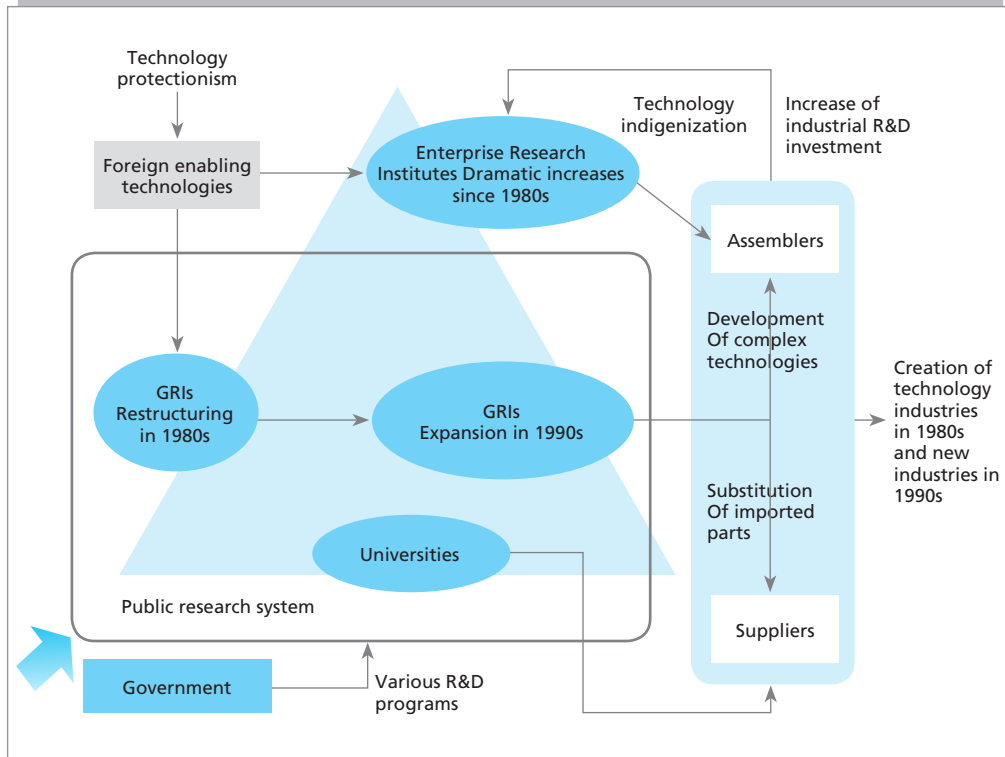 Technology
protectionism
Foreign enabling
technologies
Enterprise Research
Institutes Dramatic increases
since 1980s
Technology
indigenization
Increase of
industrial R&D
investment
Assemblers
Development
Of complex
technologies
GRIs
Restructuring
in 1980s
GRIs
Expansion in 1990s
Creation of
technology
industries
in 1980s
and new
industries in
1990s
Substitution
Of imported
parts
Universities
Public research system
Suppliers
Government
Various R&D
programs